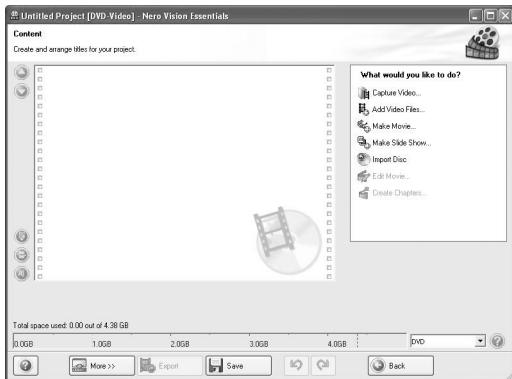 Untitled Project [DVD-Video] - Nero Vision Essentials
Content
Create and arrange titles for your project.
What would you like to do?
Capture Video...
Add Video Files...
Make Movie...
Make Slide Show...
Import Disc
Edit Movie...
Create Chapters...
Total space used: 0.00 out of 4.38 GB
0.0GB 1.0GB 2.0GB 3.0GB 4.0GB DVD
More >> Export Save Back